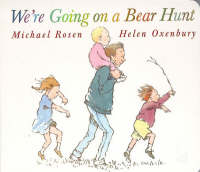 We're Going on a Bear Hunt
Michael Rosen Helen Oxenbury